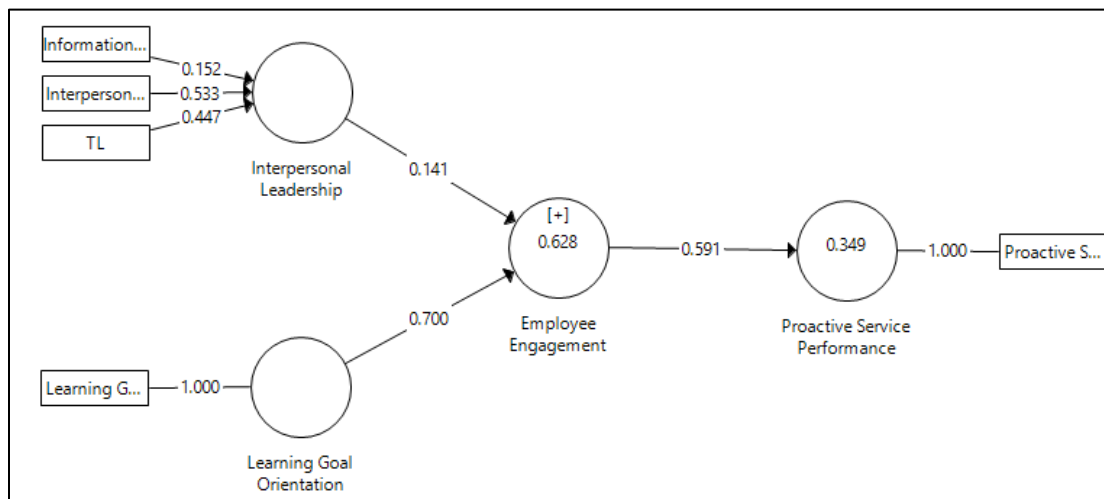 Information...
0.152
Interperson...
0.533
TL
0.447
Interpersonal
Leadership
0.141
[+]
0.628
Employee
Engagement
0.591
0.349
Proactive Service
Performance
1.000
Proactive S...
0.700
Learning G...
1.000
Learning Goal
Orientation